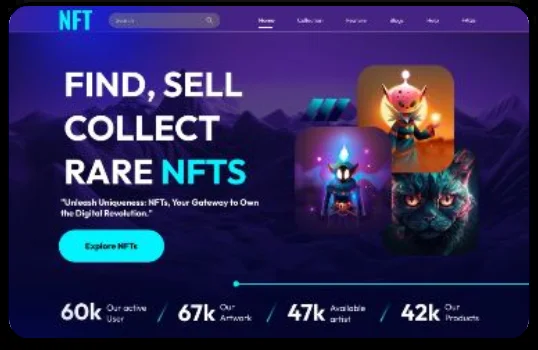 NFT Search Home Collection Feature Blogs Help FAQs
FIND, SELL
COLLECT
RARE NFTS
"Unleash Uniqueness: NFTs, Your Gateway to Own
the Digital Revolution."
Explore NFTs
60k Our active User
67k Our Artwork
47k Available artist
42k Our Products